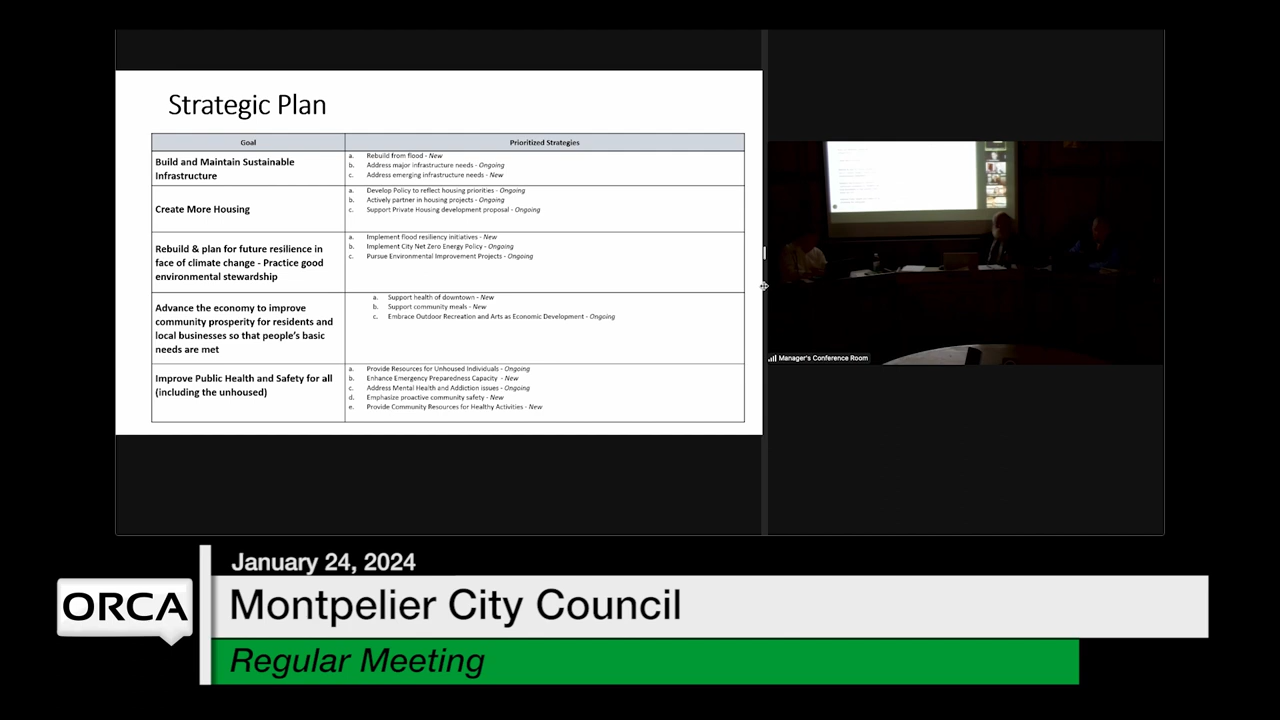 Strategic Plan
Goal
Prioritized Strategies
Build and Maintain Sustainable
Infrastructure
a. Rebuild from flood - New
b. Address major infrastructure needs - Ongoing
c. Address emerging infrastructure needs - New
Create More Housing
a. Develop Policy to reflect housing priorities - Ongoing
b. Actively partner in housing projects - Ongoing
c. Support Private Housing development proposal - Ongoing
Rebuild & plan for future resilience in
face of climate change - Practice good
environmental stewardship
a. Implement flood resiliency initiatives - New
b. Implement City Net Zero Energy Policy - Ongoing
c. Pursue Environmental Improvement Projects - Ongoing
Advance the economy to improve
community prosperity for residents and
local businesses so that people's basic
needs are met
a. Support health of downtown - New
b. Support community meals - New
c. Embrace Outdoor Recreation and Arts as Economic Development - Ongoing
Improve Public Health and Safety for all
(including the unhoused)
a. Provide Resources for Unhoused Individuals - Ongoing
b. Enhance Emergency Preparedness Capacity - New
c. Address Mental Health and Addiction issues - Ongoing
d. Emphasize proactive community safety - New
e. Provide Community Resources for Healthy Activities - New
Manager's Conference Room
January 24, 2024
ORCA
Montpelier City Council
Regular Meeting